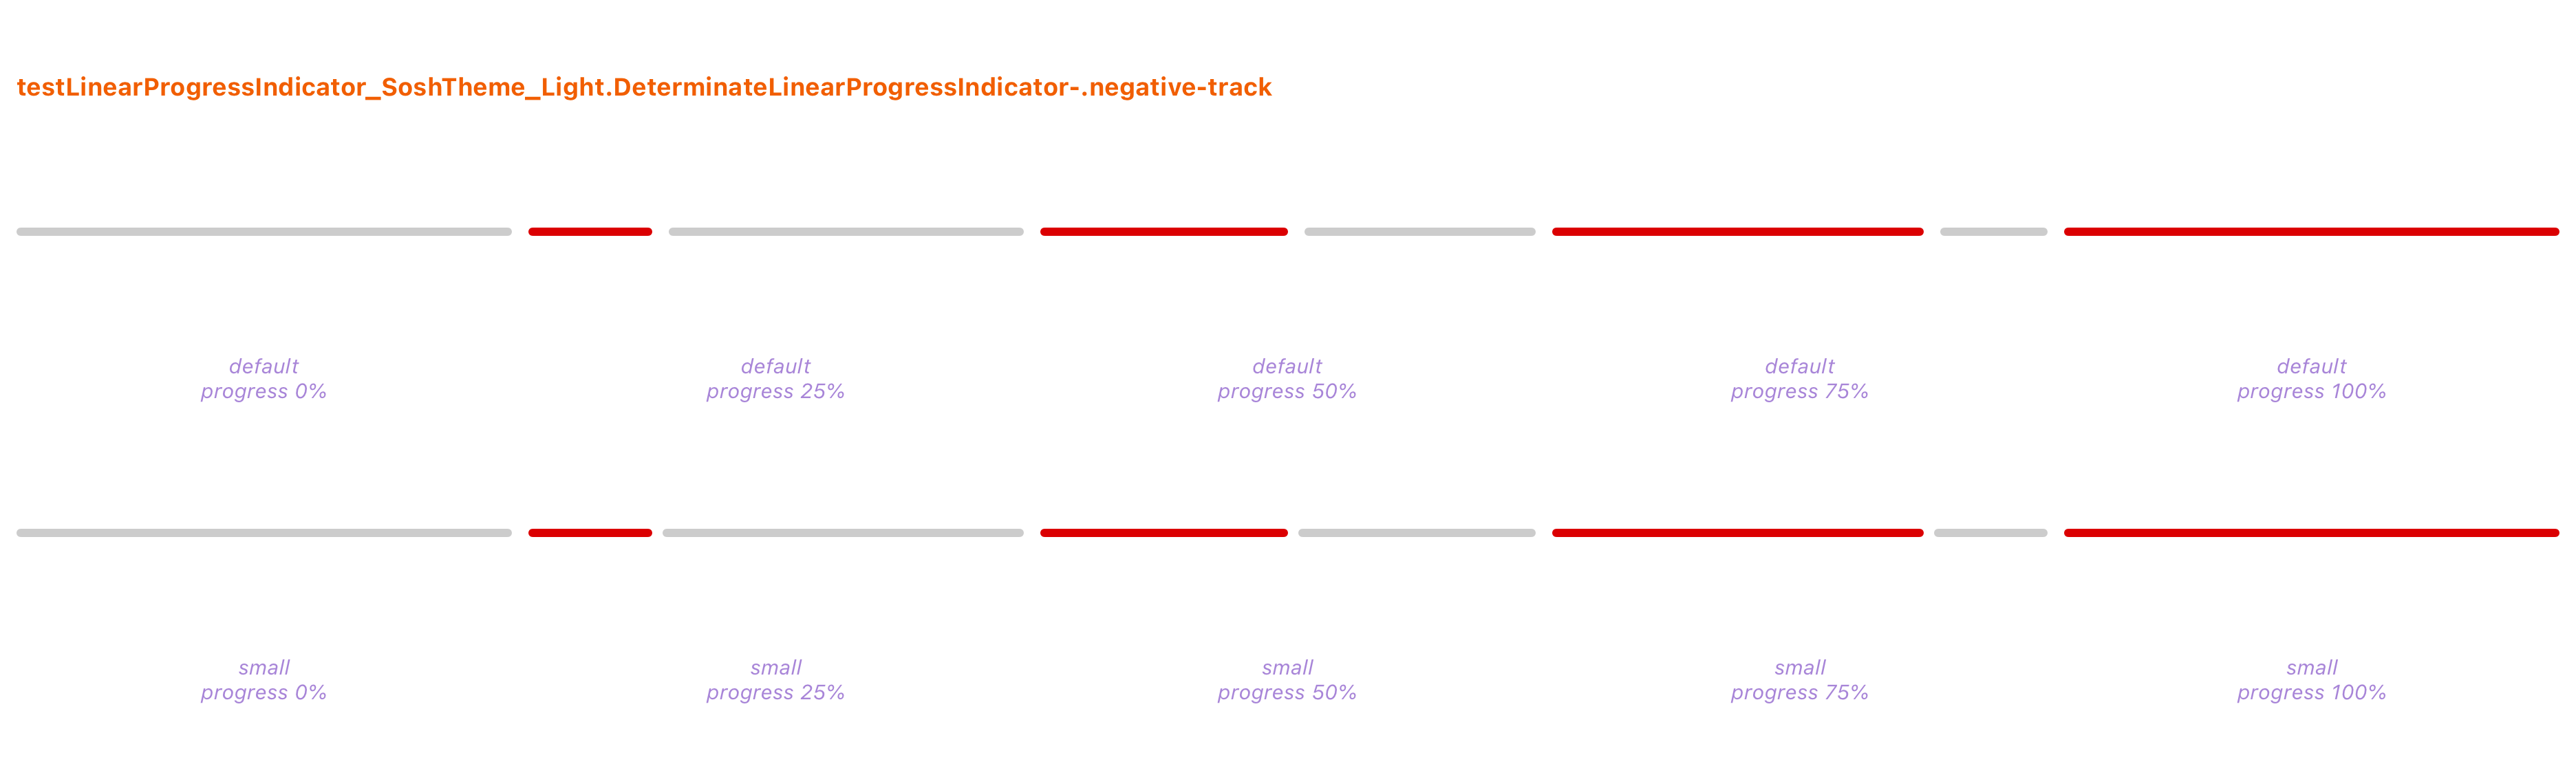 testLinearProgressIndicator_SoshTheme_Light.DeterminateLinearProgressIndicator-.negative-track
default
progress 0%
default
progress 25%
default
progress 50%
default
progress 75%
default
progress 100%
small
progress 0%
small
progress 25%
small
progress 50%
small
progress 75%
small
progress 100%